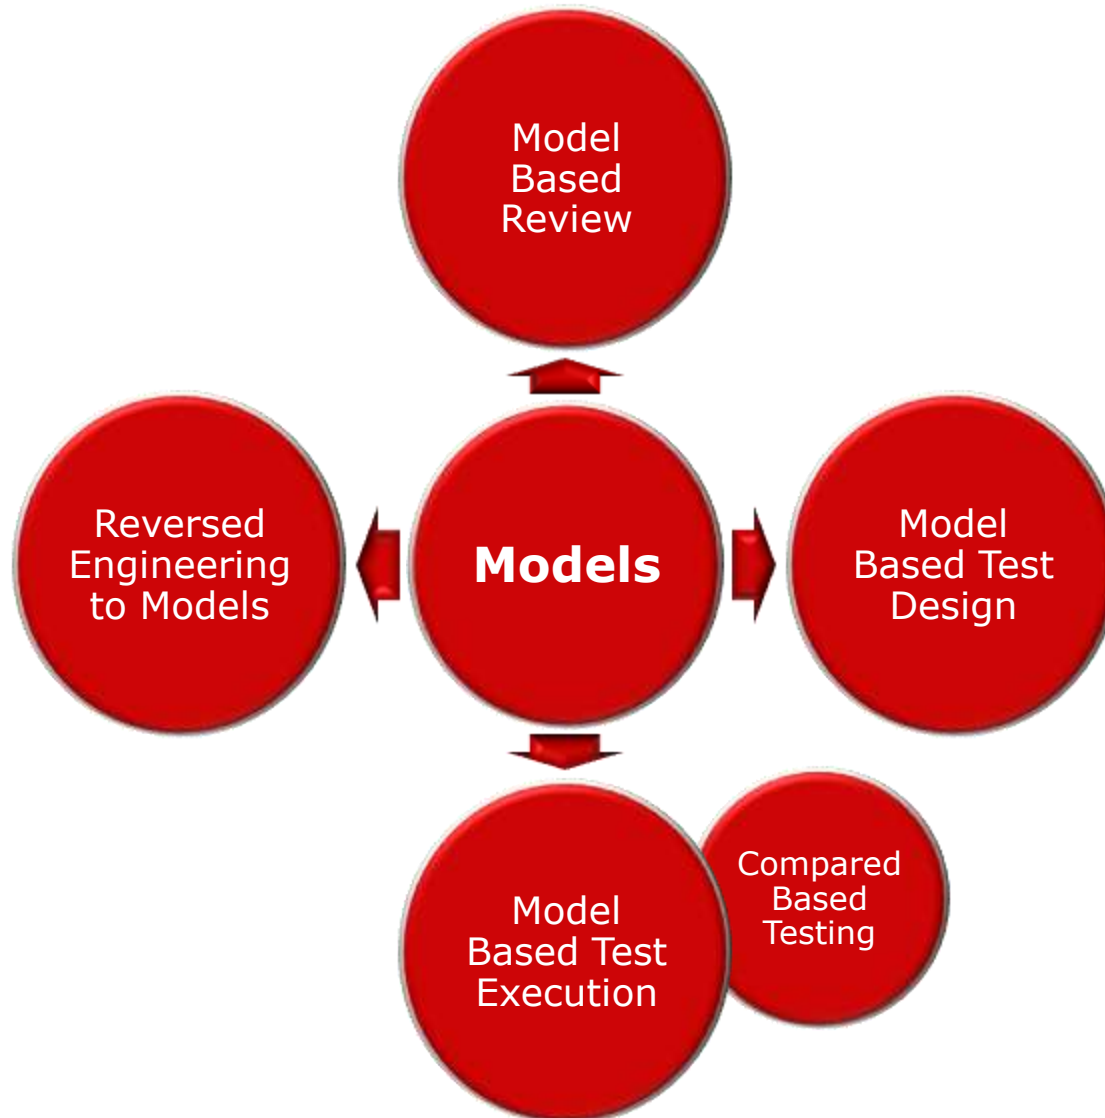 Model
Based
Review
Reversed
Engineering
to Models
Models
Model
Based Test
Design
Model
Based Test
Execution
Compared
Based
Testing